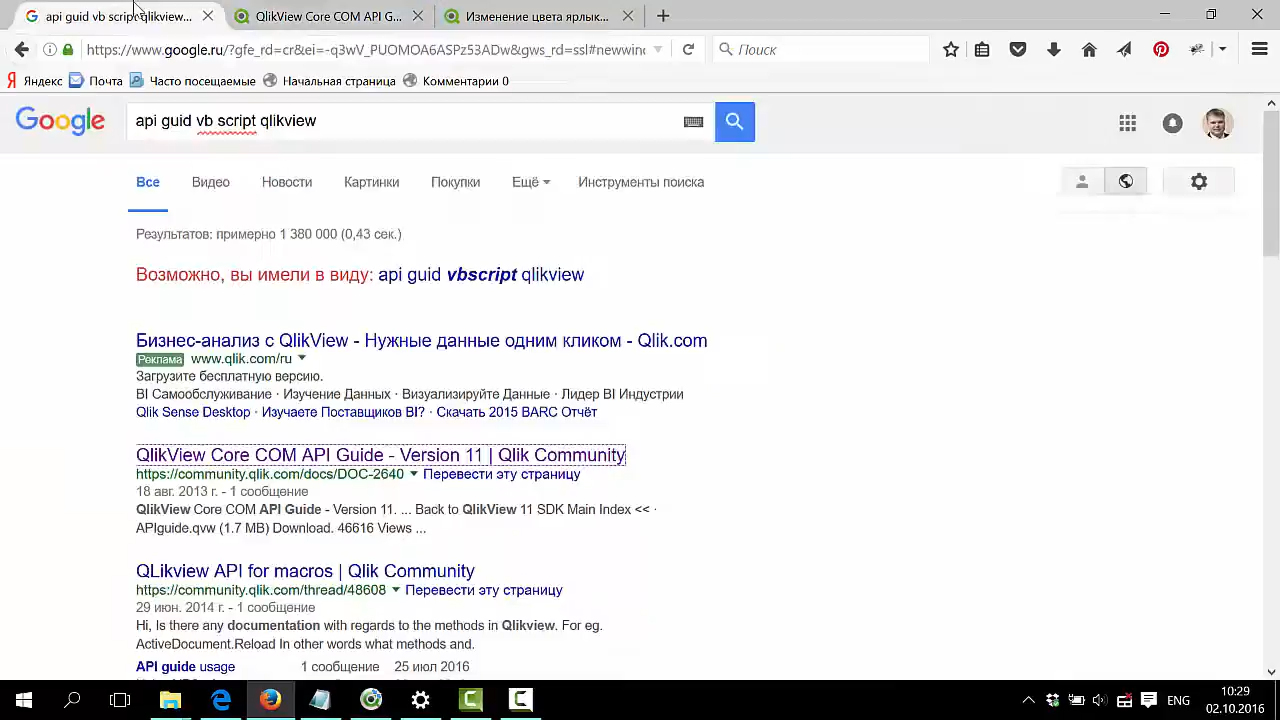 api guid vb script qlikview...
QlikView Core COM API G...
Изменение цвета ярлык...
https://www.google.ru/?gfe_rd=cr&ei=-q3wV_PUOMOA6ASPz53ADw&gws_rd=ssl#newwind
Поиск
Яндекс
Почта
Часто посещаемые
Начальная страница
Комментарии 0
Google
api guid vb script qlikview
Все
Видео
Новости
Картинки
Покупки
Ещё
Инструменты поиска
Результатов: примерно 1 380 000 (0,43 сек.)
Возможно, вы имели в виду: api guid vbscript qlikview
Бизнес-анализ с QlikView - Нужные данные одним кликом - Qlik.com
Реклама www.qlik.com/ru
Загрузите бесплатную версию.
BI Самообслуживание · Изучение Данных · Визуализируйте Данные · Лидер BI Индустрии
Qlik Sense Desktop · Изучаете Поставщиков BI? · Скачать 2015 BARC Отчёт
QlikView Core COM API Guide - Version 11 | Qlik Community
https://community.qlik.com/docs/DOC-2640 Перевести эту страницу
18 авг. 2013 г. - 1 сообщение
QlikView Core COM API Guide - Version 11. ... Back to QlikView 11 SDK Main Index << ·
APIguide.qvw (1.7 MB) Download. 46616 Views ...
QLikview API for macros | Qlik Community
https://community.qlik.com/thread/48608 Перевести эту страницу
29 июн. 2014 г. - 1 сообщение
Hi, Is there any documentation with regards to the methods in Qlikview. For eg.
ActiveDocument.Reload In other words what methods and.
API guide usage 1 сообщение 25 июл 2016
ENG
10:29
02.10.2016